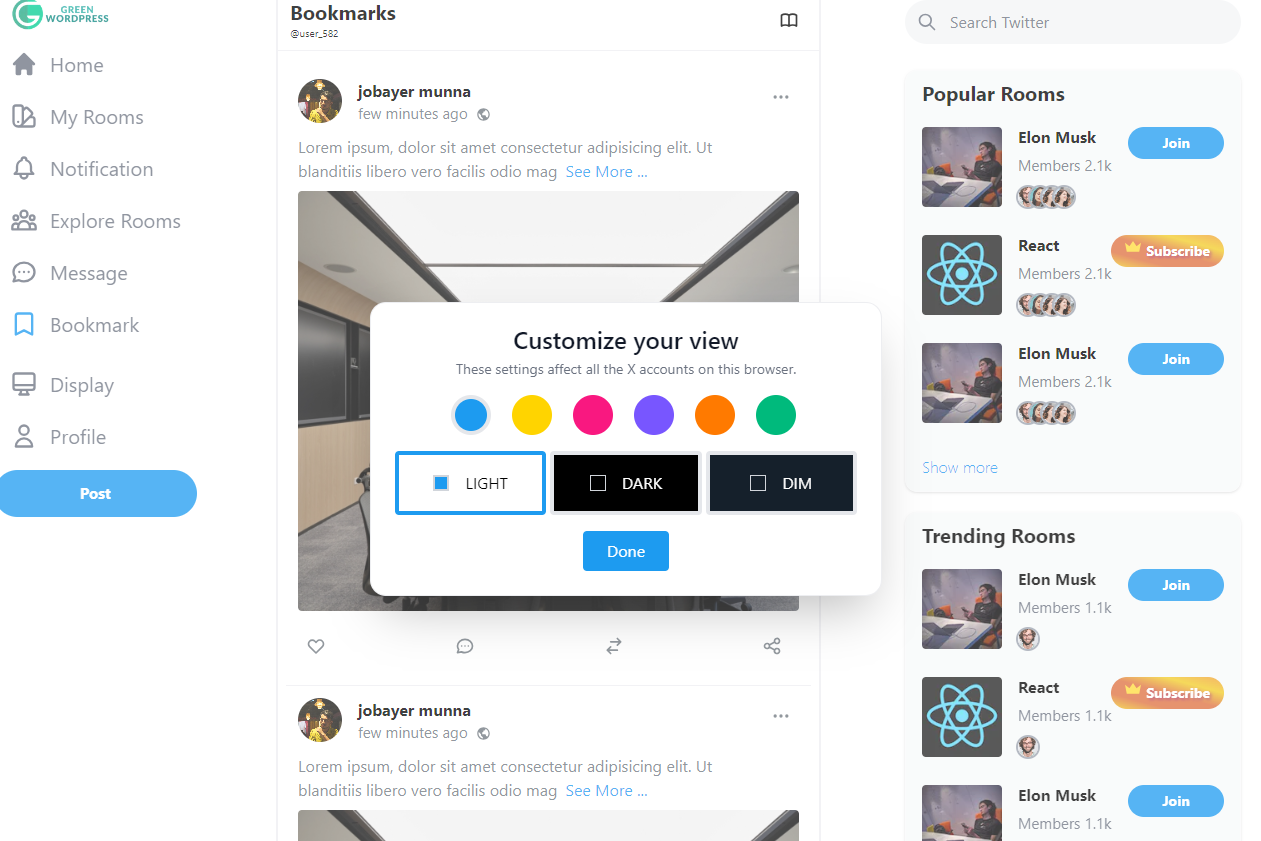 GREEN
WORDPRESS
Home
My Rooms
Notification
Explore Rooms
Message
Bookmark
Display
Profile
Post
Bookmarks
@user_582
jobayer munna
few minutes ago
Lorem ipsum, dolor sit amet consectetur adipisicing elit. Ut
blanditiis libero vero facilis odio mag See More ...
Customize your view
These settings affect all the X accounts on this browser.
LIGHT
DARK
DIM
Done
jobayer munna
few minutes ago
Lorem ipsum, dolor sit amet consectetur adipisicing elit. Ut
blanditiis libero vero facilis odio mag See More ...
Search Twitter
Popular Rooms
Elon Musk
Join
Members 2.1k
React
Subscribe
Members 2.1k
Elon Musk
Join
Members 2.1k
Show more
Trending Rooms
Elon Musk
Join
Members 1.1k
React
Subscribe
Members 1.1k
Elon Musk
Join
Members 1.1k